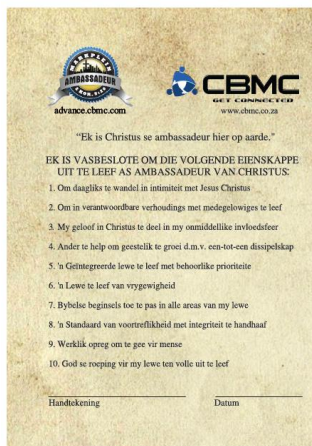 MARKPLEIN
AMBASSADEUR
advance.cbmc.com
CBMC
GET CONNECTED
www.cbmc.co.za
“Ek is Christus se ambassadeur hier op aarde."
EK IS VASBESLOTE OM DIE VOLGENDE EIENSKAPPE
UIT TE LEEF AS AMBASSADEUR VAN CHRISTUS:
1. Om daagliks te wandel in intimiteit met Jesus Christus
2. Om in verantwoordbare verhoudings met medegelowiges te leef
3. My geloof in Christus te deel in my onmiddellike invloedsfeer
4. Ander te help om geestelik te groei d.m.v. een-tot-een dissipelskap
5. 'n Geïntegreerde lewe te leef met behoorlike prioriteite
6. 'n Lewe te leef van vrygewigheid
7. Bybelse beginsels toe te pas in alle areas van my lewe
8. 'n Standaard van voortreflikheid met integriteit te handhaaf
9. Werklik opreg om te gee vir mense
10. God se roeping vir my lewe ten volle uit te leef
Handtekening Datum